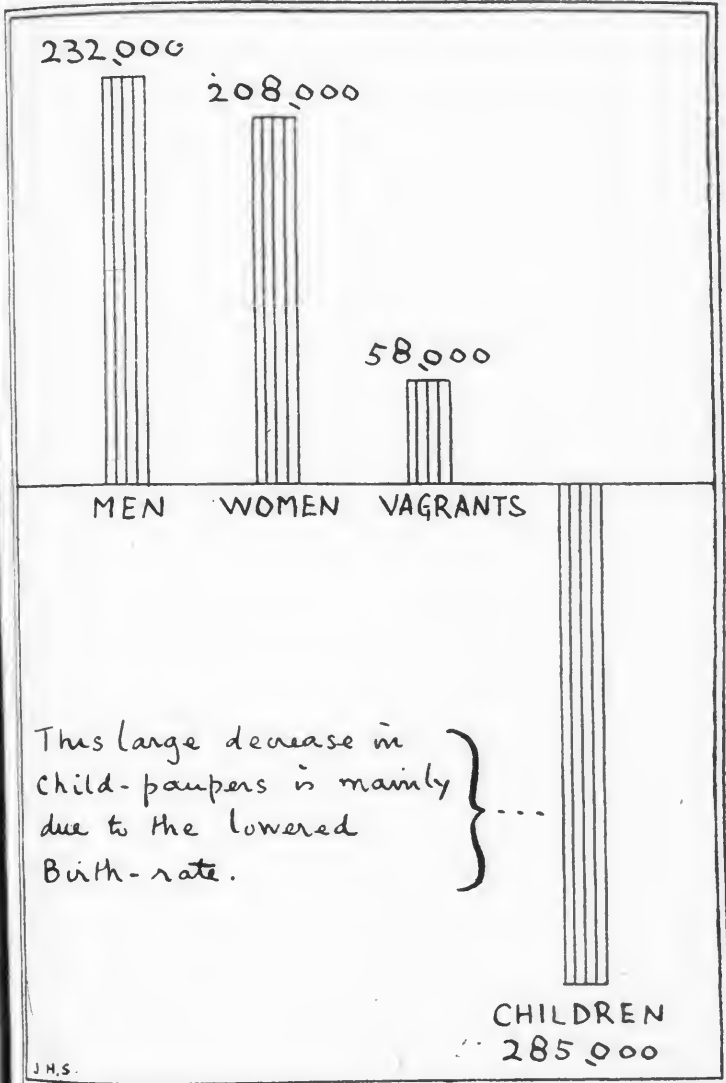 232,000
208,000
58,000
MEN WOMEN VAGRANTS
This large decrease in
Child-paupers is mainly
due to the lowered
Birth-rate.
CHILDREN
285,000
J.H.S.